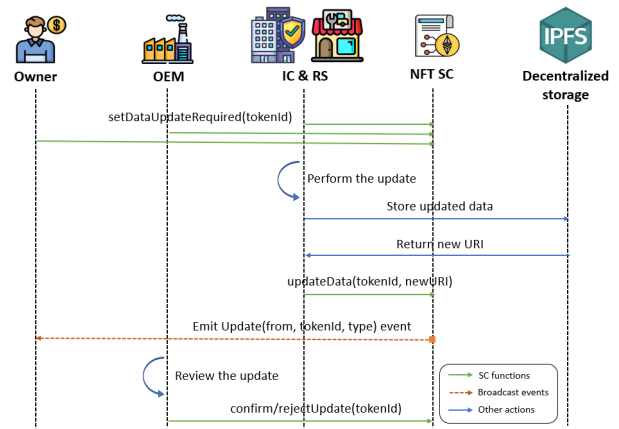 IPFS
Owner
OEM
IC & RS
NFT SC
Decentralized
storage
setDataUpdateRequired(tokenId)
Perform the update
Store updated data
Return new URI
updateData(tokenId, newURI)
Emit Update(from, tokenId, type) event
Review the update
confirm/rejectUpdate(tokenId)
SC functions
Broadcast events
Other actions